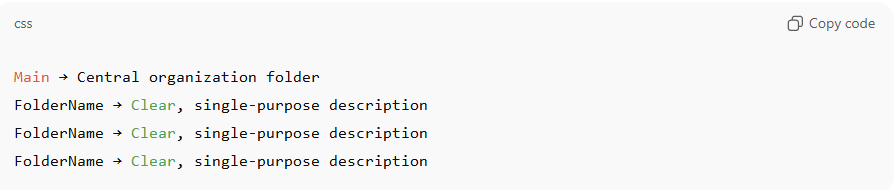 css
Copy code
Main → Central organization folder
FolderName → Clear, single-purpose description
FolderName → Clear, single-purpose description
FolderName → Clear, single-purpose description